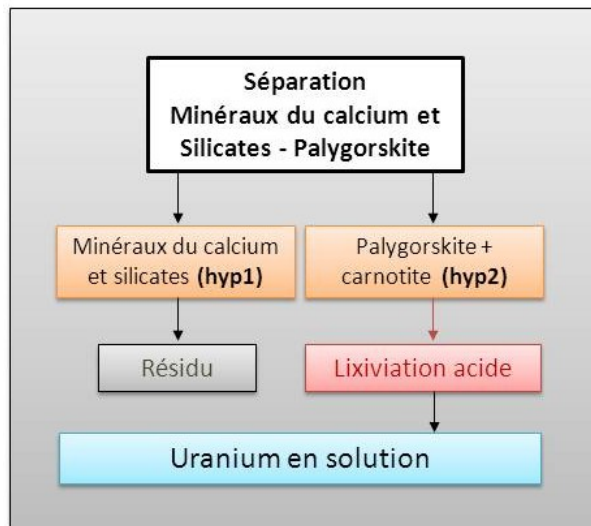 Séparation
Minéraux du calcium et
Silicates - Palygorskite
Minéraux du calcium
et silicates (hyp1)
Palygorskite +
carnotite (hyp2)
Résidu
Lixiviation acide
Uranium en solution